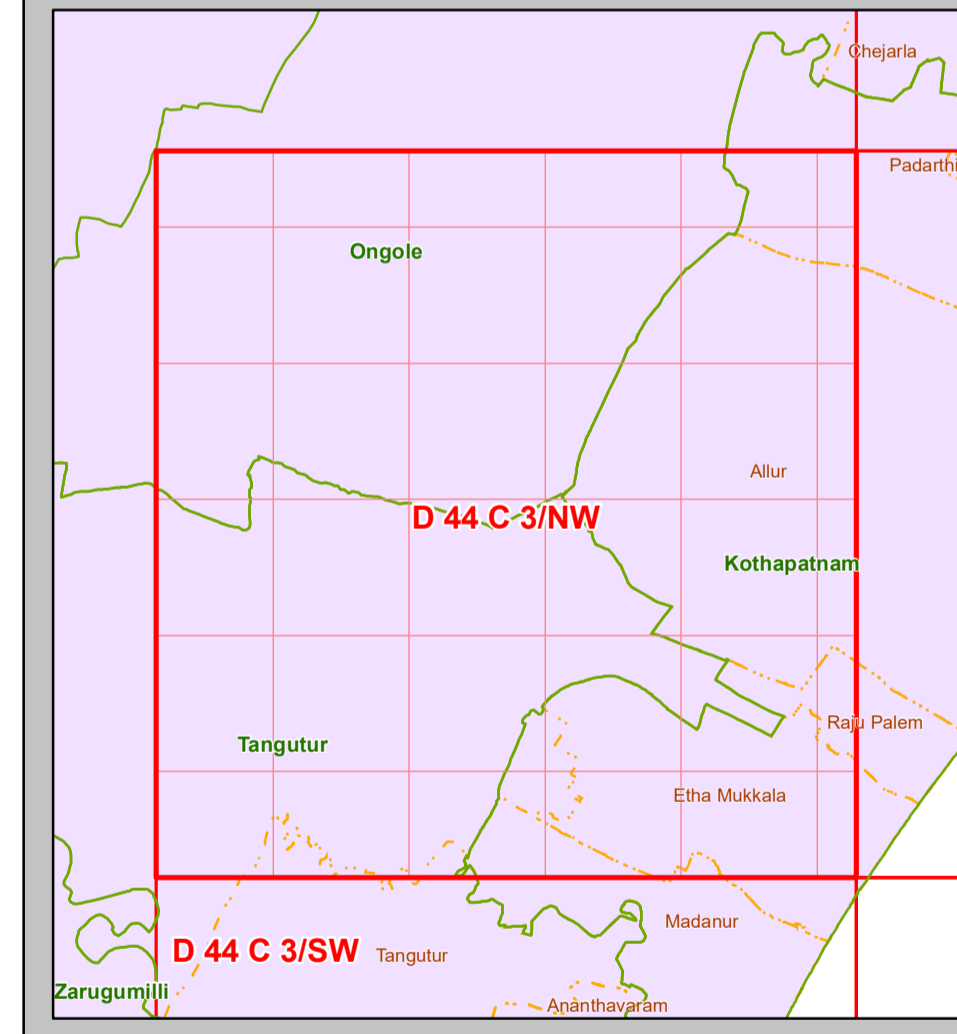 Chejarla
Padarthi
Ongole
Allur
D 44 C 3/NW
Kothapatnam
Raju Palem
Tangutur
Etha Mukkala
Madanur
D 44 C 3/SW
Tangutur
Zarugumilli
Ananthavaram